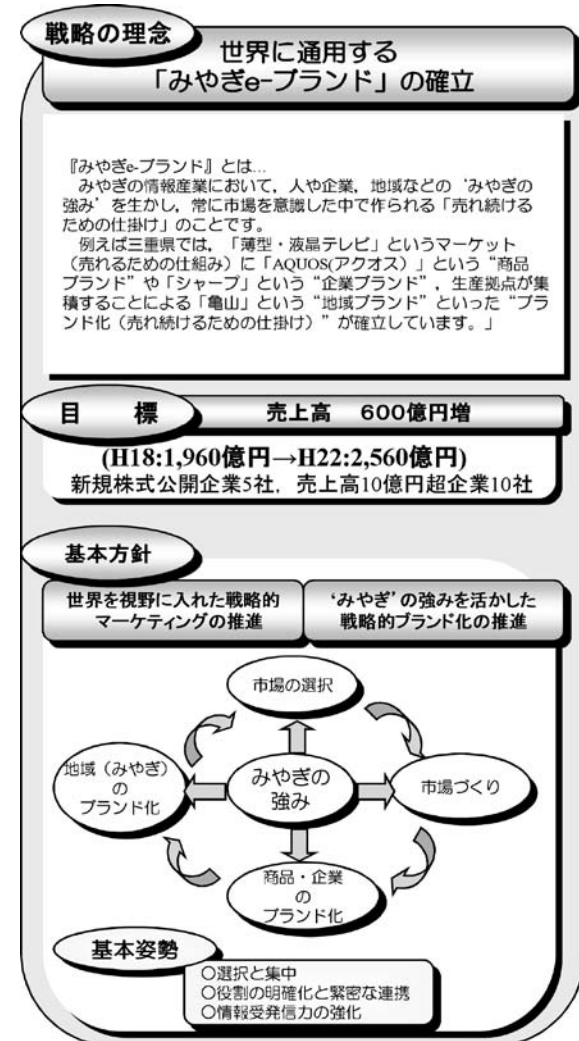 戦略の理念
世界に通用する
「みやぎe-ブランド」の確立
『みやぎe-ブランド』とは…
みやぎの情報産業において，人や企業，地域などの‘みやぎの
強み’を生かし，常に市場を意識した中で作られる「売れ続ける
ための仕掛け」のことです。
例えば三重県では，「薄型・液晶テレビ」というマーケット
（売れるための仕組み）に「AQUOS(アクオス)」という“商品
ブランド”や「シャープ」という“企業ブランド”，生産拠点が集
積することによる「亀山」という“地域ブランド”といった“ブラ
ンド化（売れ続けるための仕掛け）”が確立しています。」
目　標
売上高　600億円増
(H18:1,960億円→H22:2,560億円)
新規株式公開企業5社，売上高10億円超企業10社
基本方針
世界を視野に入れた戦略的
マーケティングの推進
‘みやぎ’の強みを活かした
戦略的ブランド化の推進
市場の選択
地域（みやぎ）
の
ブランド化
みやぎの
強み
市場づくり
商品・企業
の
ブランド化
基本姿勢
○選択と集中
○役割の明確化と緊密な連携
○情報受発信力の強化